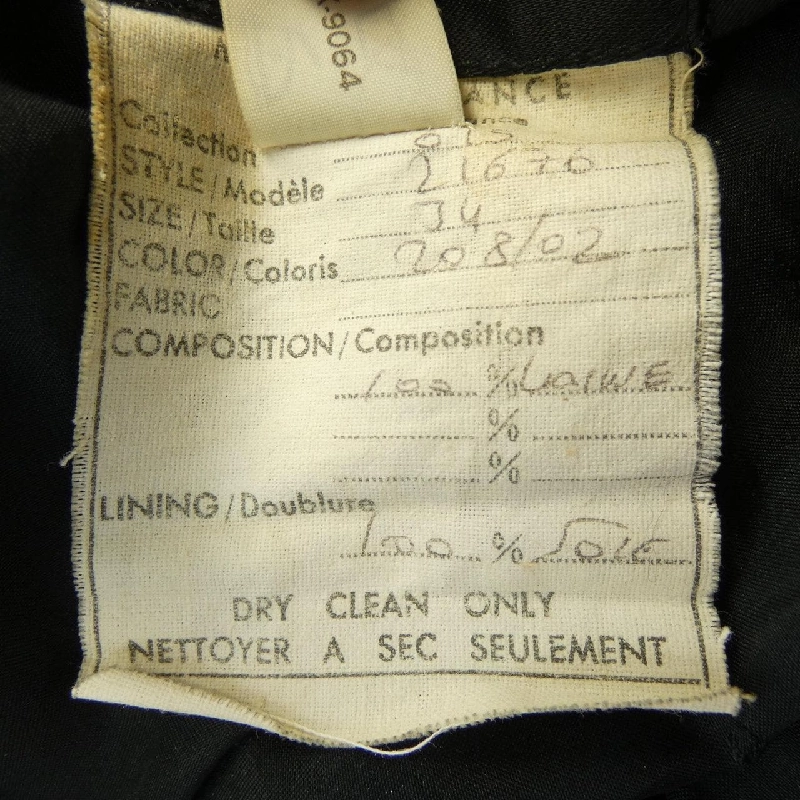 .9064
ANCE
Collection
STYLE/Modèle 21676
SIZE/Taille 34
COLOR/Coloris 208/02
FABRIC
COMPOSITION/Composition
100 % LAINE
%
%
LINING/Doublure
100 % SOIE
DRY CLEAN ONLY
NETTOYER A SEC SEULEMENT